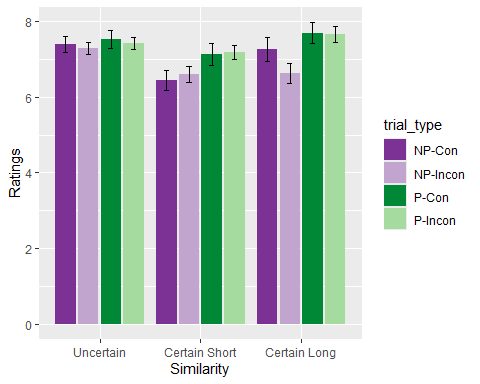 8
6
4
2
0
Ratings
Uncertain
Certain Short
Certain Long
Similarity
trial_type
NP-Con
NP-Incon
P-Con
P-Incon